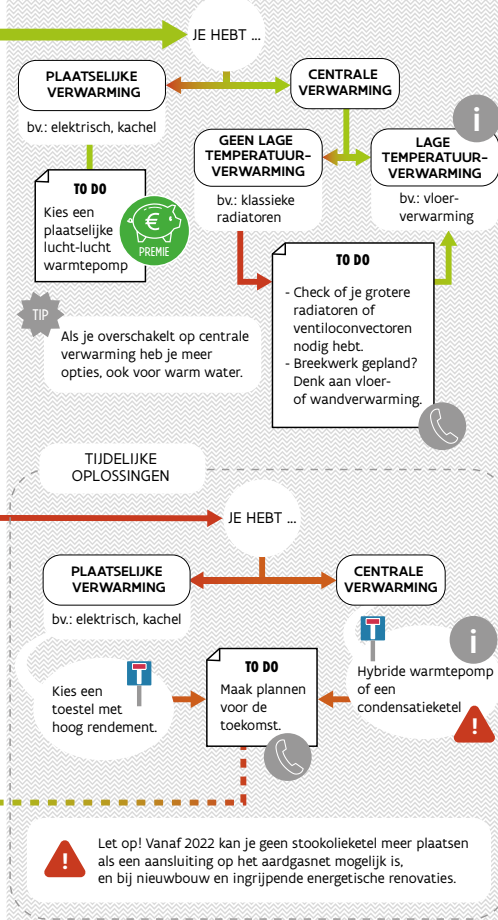 JE HEBT ...
PLAATSELIJKE
VERWARMING
bv.: elektrisch, kachel
CENTRALE
VERWARMING
TO DO
Kies een
plaatselijke
lucht-lucht
warmtepomp
€
PREMIE
GEEN LAGE
TEMPERATUUR-
VERWARMING
bv.: klassieke
radiatoren
i
LAGE
TEMPERATUUR-
VERWARMING
bv.: vloer-
verwarming
TO DO
- Check of je grotere
radiatoren of
ventiloconvectoren
nodig hebt.
- Breekwerk gepland?
Denk aan vloer-
of wandverwarming.
TIP
Als je overschakelt op centrale
verwarming heb je meer
opties, ook voor warm water.
TIJDELIJKE
OPLOSSINGEN
JE HEBT ...
PLAATSELIJKE
VERWARMING
bv.: elektrisch, kachel
CENTRALE
VERWARMING
Kies een
toestel met
hoog rendement.
TO DO
Maak plannen
voor de
toekomst.
i
Hybride warmtepomp
of een
condensatieketel
!
!
Let op! Vanaf 2022 kan je geen stookolieketel meer plaatsen
als een aansluiting op het aardgasnet mogelijk is,
en bij nieuwbouw en ingrijpende energetische renovaties.